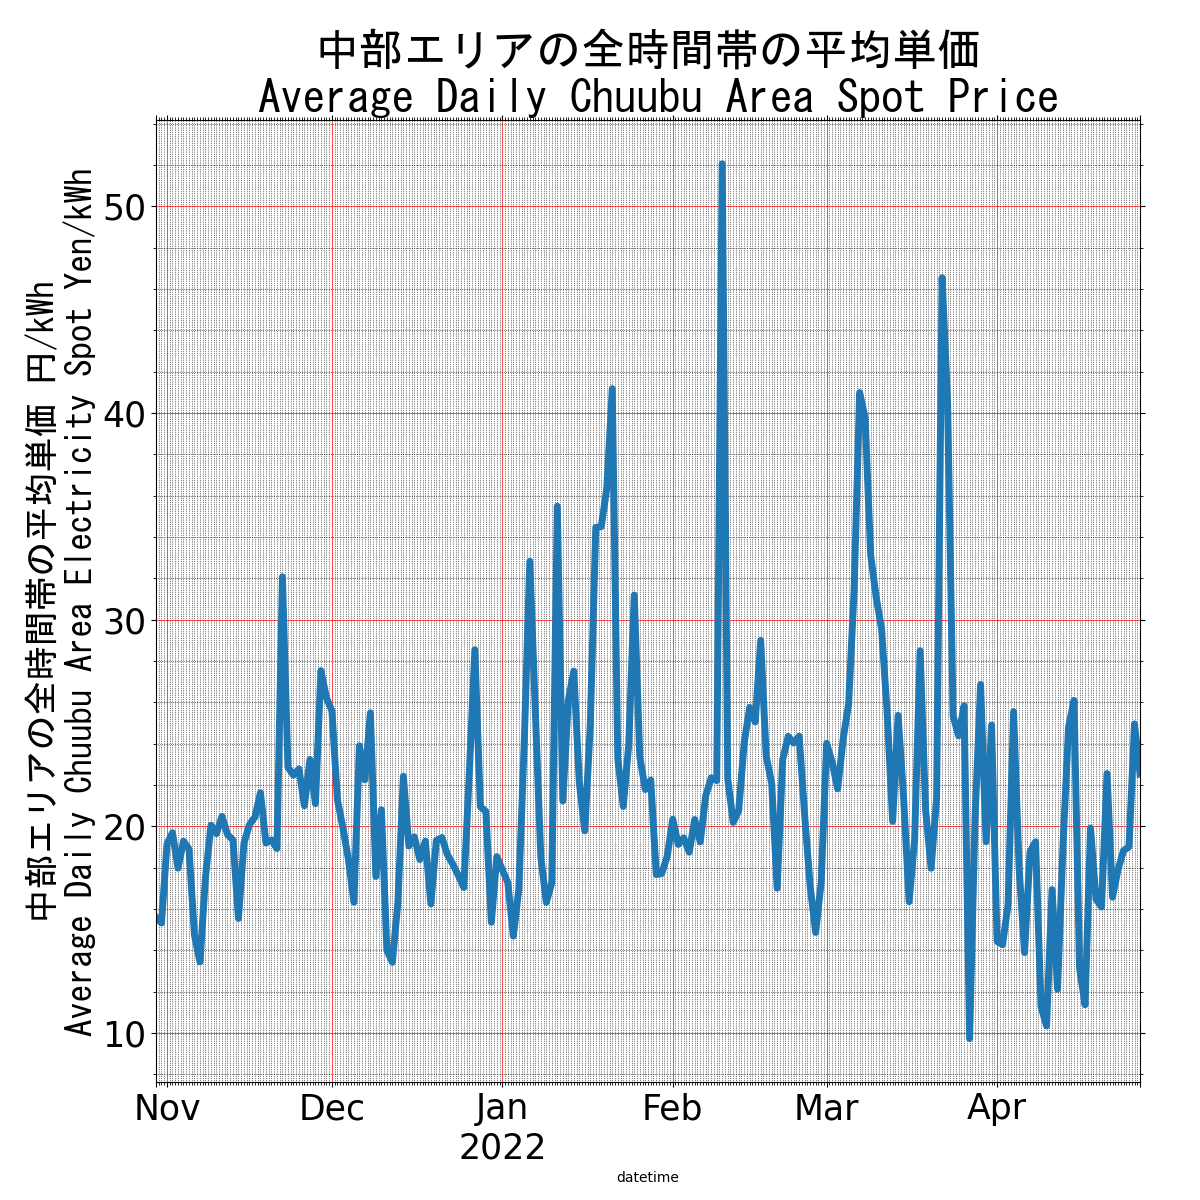 中部エリアの全時間帯の平均単価
Average Daily Chuubu Area Spot Price
中部エリアの全時間帯の平均単価 円/kWh
Average Daily Chuubu Area Electricity Spot Yen/kWh
50
40
30
20
10
Nov Dec Jan Feb Mar Apr
2022
datetime